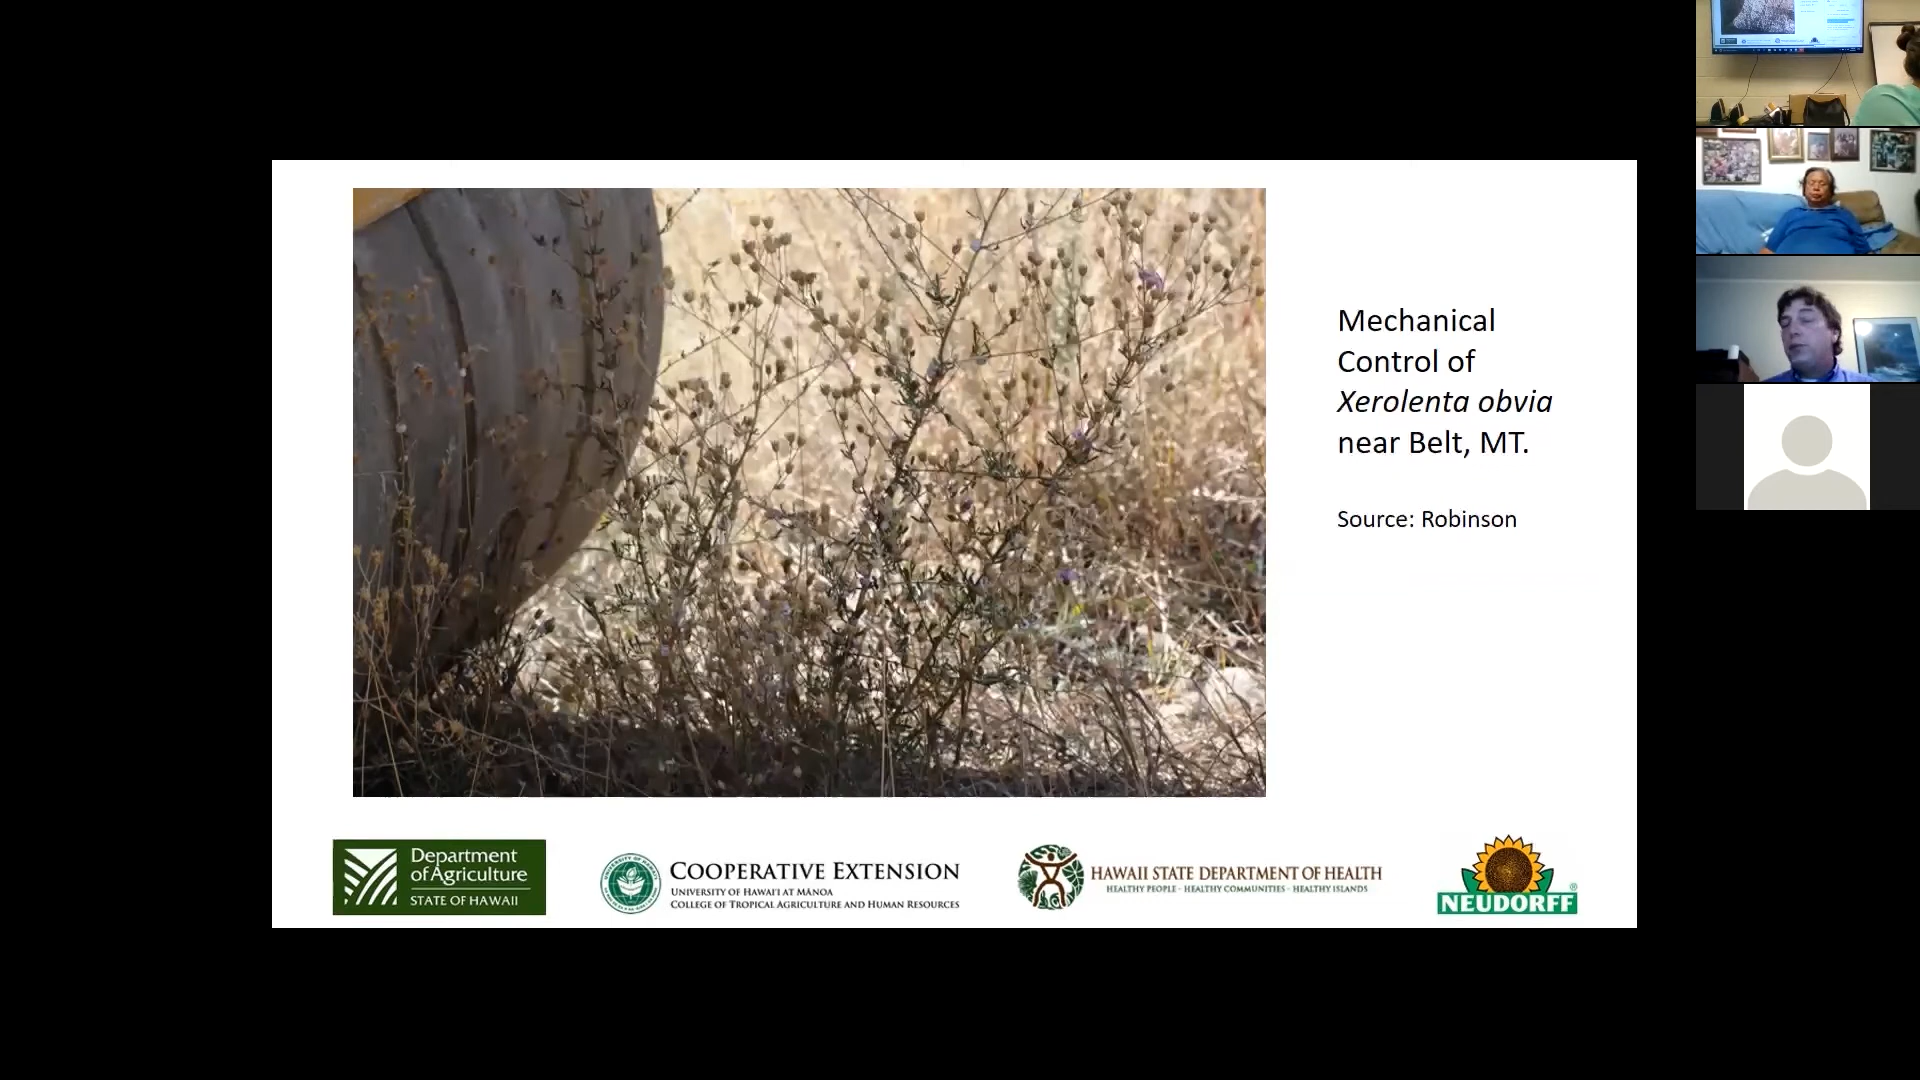 Mechanical
Control of
Xerolenta obvia
near Belt, MT.
Source: Robinson
Department
of Agriculture
STATE OF HAWAII
COOPERATIVE EXTENSION
UNIVERSITY OF HAWAI‘I AT MĀNOA
COLLEGE OF TROPICAL AGRICULTURE AND HUMAN RESOURCES
HAWAII STATE DEPARTMENT OF HEALTH
HEALTHY PEOPLE - HEALTHY COMMUNITIES - HEALTHY ISLANDS
NEUDORFF®